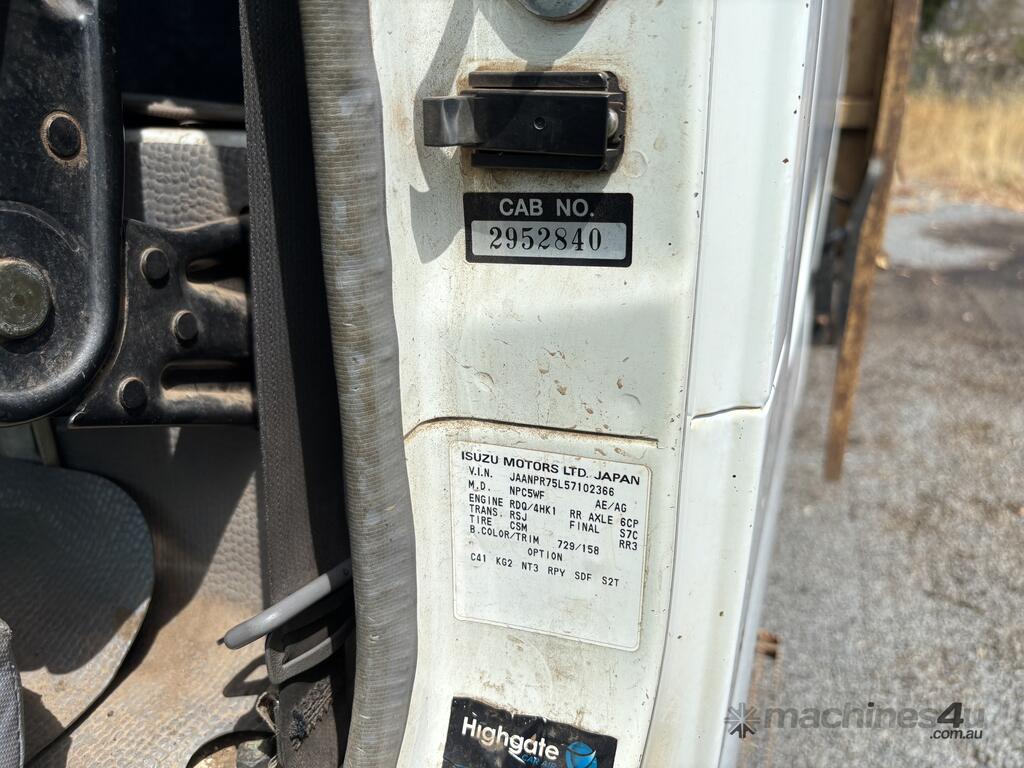 CAB NO.
2952840
ISUZU MOTORS LTD. JAPAN
V.I.N. JAANPR75L57102366
M.D. NPC5WF AE/AG
ENGINE RDQ/4HK1 RR AXLE 6CP
TRANS. RSJ FINAL S7C
TIRE CSM RR3
B.COLOR/TRIM 729/158
OPTION
C41 KG2 NT3 RPY SDF S2T
Highgate
machines4u
.com.au